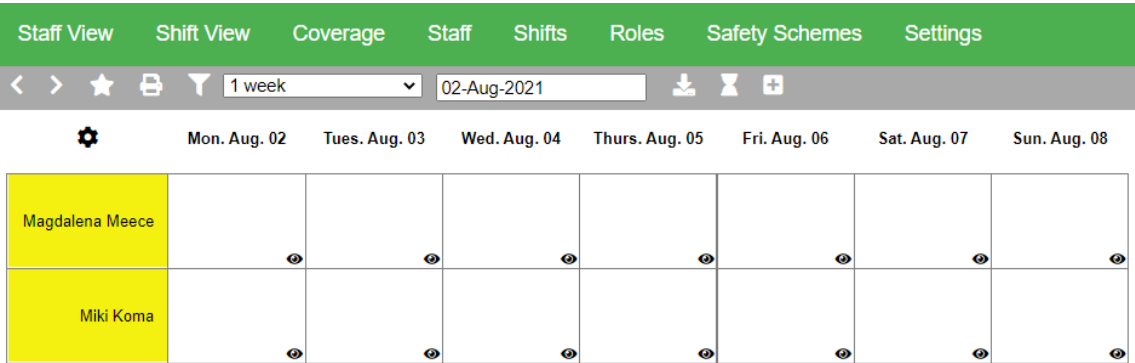 Staff View Shift View Coverage Staff Shifts Roles Safety Schemes Settings
1 week 02-Aug-2021
Mon. Aug. 02 Tues. Aug. 03 Wed. Aug. 04 Thurs. Aug. 05 Fri. Aug. 06 Sat. Aug. 07 Sun. Aug. 08
Magdalena Meece
Miki Koma